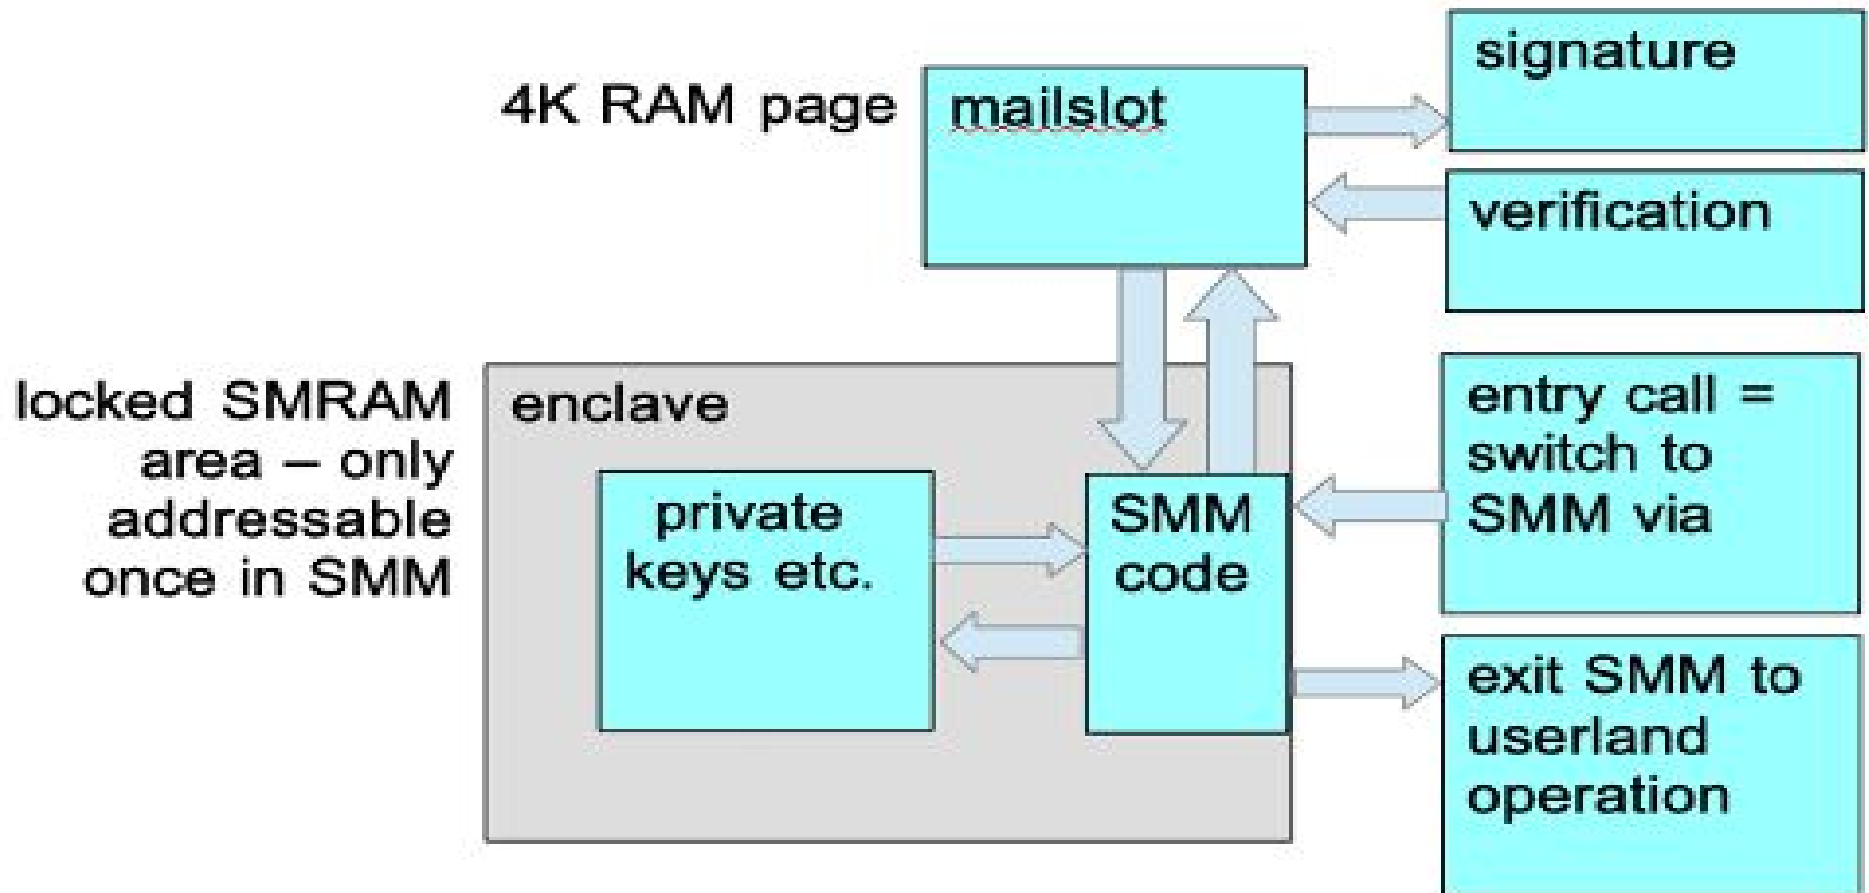 4K RAM page
mailslot
signature
verification
locked SMRAM
area – only
addressable
once in SMM
enclave
private
keys etc.
SMM
code
entry call =
switch to
SMM via
exit SMM to
userland
operation